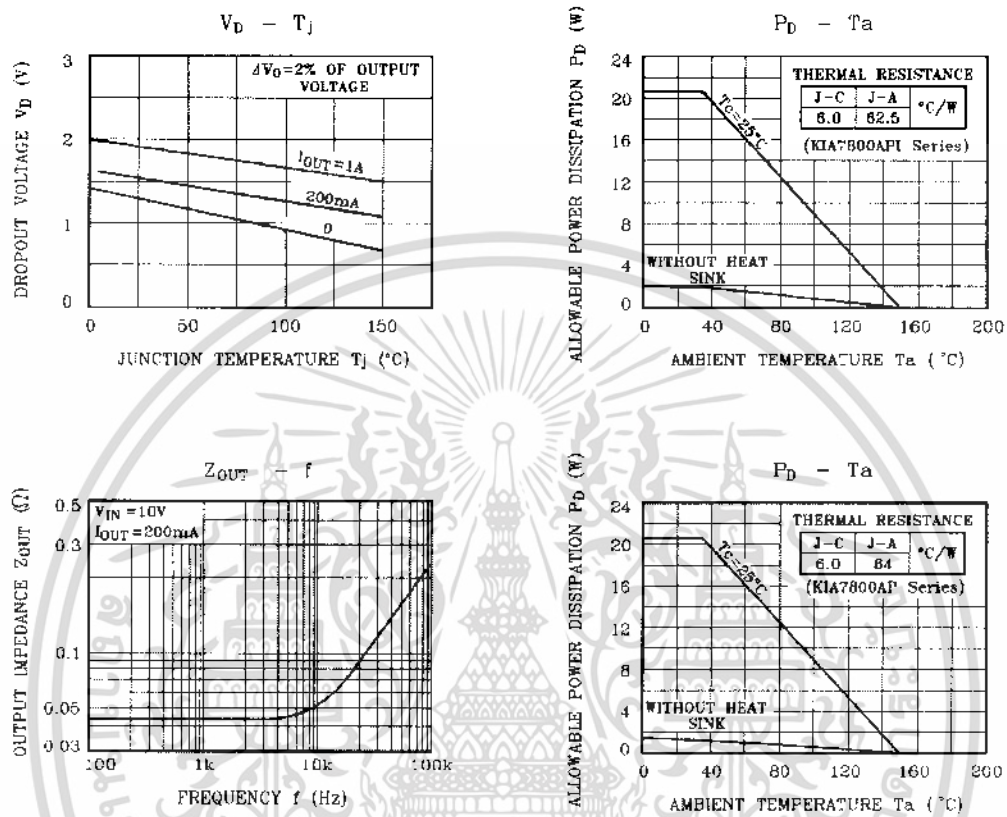 V_D - Tj
DROPOUT VOLTAGE V_D (V)
3
2
1
0
ΔV_O=2% OF OUTPUT
VOLTAGE
I_OUT=1A
200mA
0
0 50 100 150
JUNCTION TEMPERATURE Tj (°C)
P_D - Ta
ALLOWABLE POWER DISSIPATION P_D (W)
24
20
16
12
8
4
0
THERMAL RESISTANCE
J-C J-A °C/W
6.0 62.5
(KIA7800API Series)
Tc=25°C
WITHOUT HEAT
SINK
0 40 80 120 160 200
AMBIENT TEMPERATURE Ta (°C)
Z_OUT - f
OUTPUT IMPEDANCE Z_OUT (Ω)
0.5
0.3
0.1
0.05
0.03
V_IN=10V
I_OUT=200mA
100 1k 10k 100k
FREQUENCY f (Hz)
P_D - Ta
ALLOWABLE POWER DISSIPATION P_D (W)
24
20
16
12
8
4
0
THERMAL RESISTANCE
J-C J-A °C/W
6.0 64
(KIA7800AP Series)
Tc=25°C
WITHOUT HEAT
SINK
0 40 80 120 160 200
AMBIENT TEMPERATURE Ta (°C)